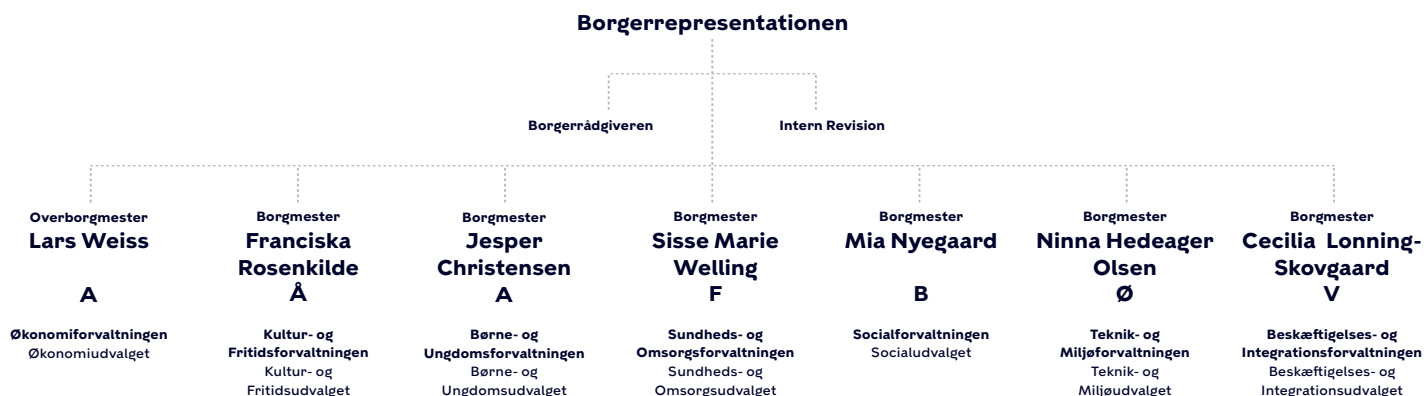 Borgerrepresentationen
Borgerrådgiveren
Intern Revision
Overborgmester
Lars Weiss
A
Økonomiforvaltningen
Økonomiudvalget
Borgmester
Franciska
Rosenkilde
Å
Kultur- og
Fritidsforvaltningen
Kultur- og
Fritidsudvalget
Borgmester
Jesper
Christensen
A
Børne- og
Ungdomsforvaltningen
Børne- og
Ungdomsudvalget
Borgmester
Sisse Marie
Welling
F
Sundheds- og
Omsorgsforvaltningen
Sundheds- og
Omsorgsudvalget
Borgmester
Mia Nyegaard
B
Socialforvaltningen
Socialudvalget
Borgmester
Ninna Hedeager
Olsen
Ø
Teknik- og
Miljøforvaltningen
Teknik- og
Miljøudvalget
Borgmester
Cecilia Lonning-
Skovgaard
V
Beskæftigelses- og
Integrationsforvaltningen
Beskæftigelses- og
Integrationsudvalget